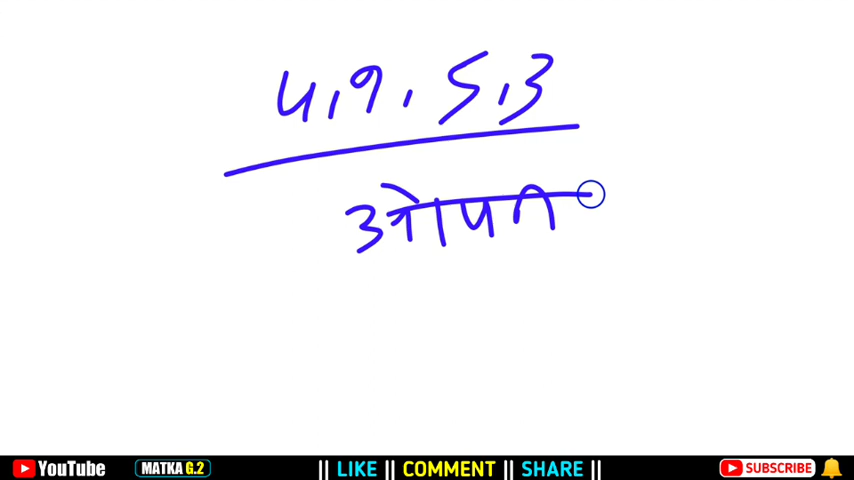 4,9,5,3
ओपन
YouTube MATKA G.2 || LIKE || COMMENT || SHARE || SUBSCRIBE